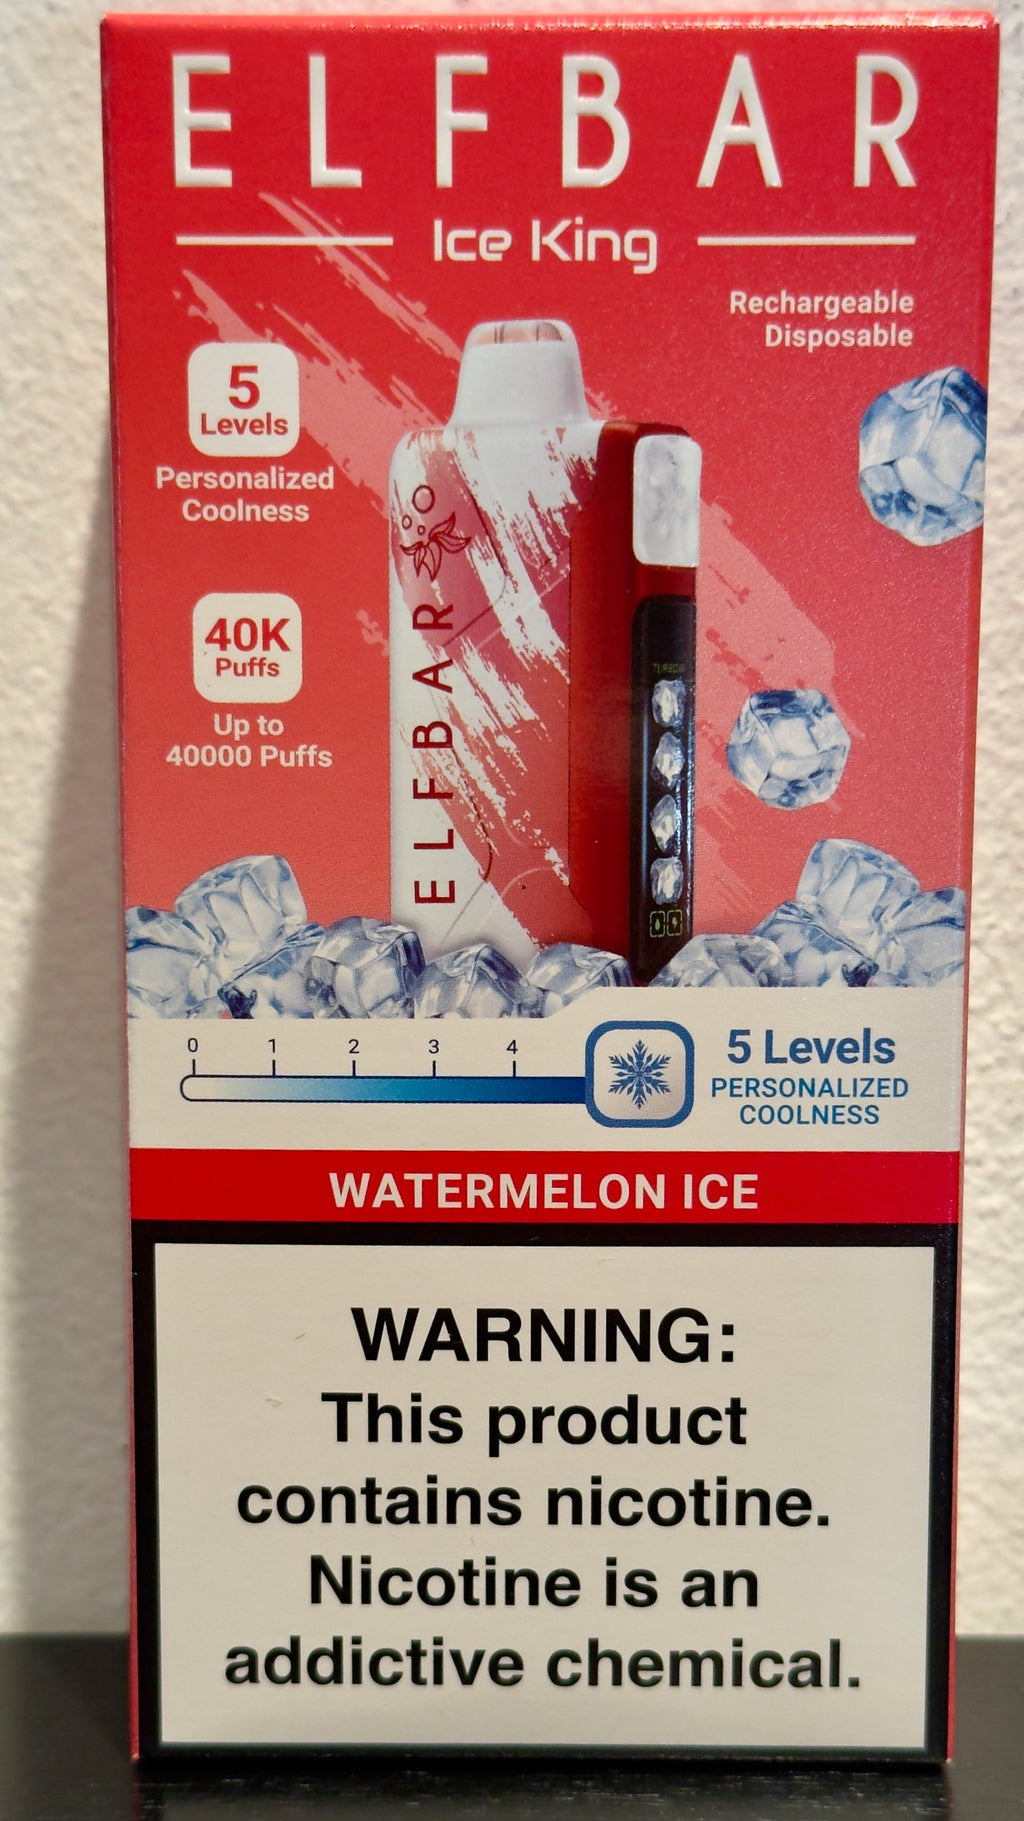 ELFBAR
Ice King
Rechargeable
Disposable
5
Levels
Personalized
Coolness
40K
Puffs
Up to
40000 Puffs
ELFBAR
TURBO
0 1 2 3 4
5 Levels
PERSONALIZED
COOLNESS
WATERMELON ICE
WARNING:
This product
contains nicotine.
Nicotine is an
addictive chemical.